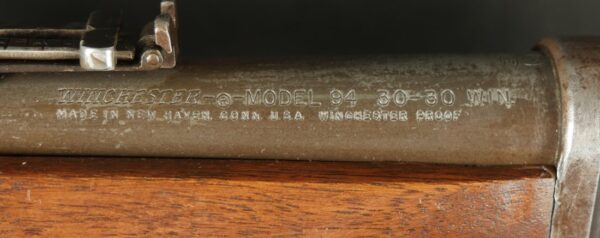 WINCHESTER ® MODEL 94 30-30 WIN.
MADE IN NEW HAVEN, CONN. U.S.A. WINCHESTER PROOF